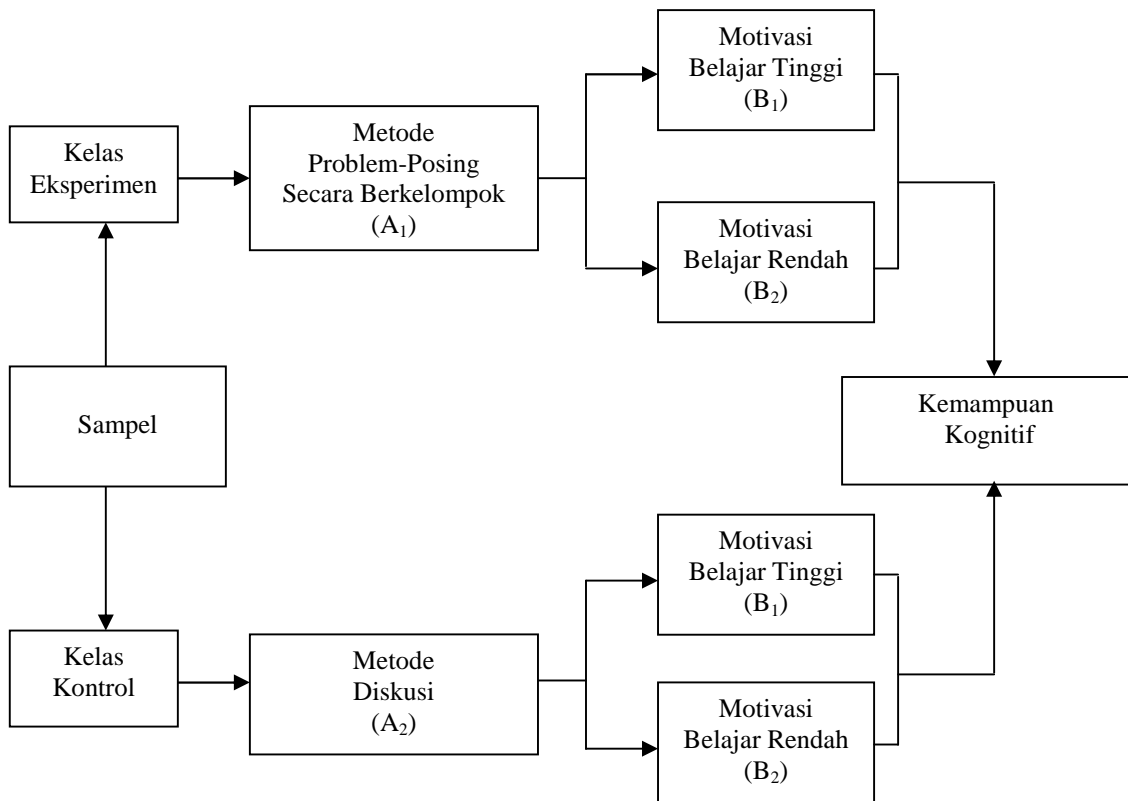 Motivasi
Belajar Tinggi
(B₁)
Kelas
Eksperimen
Metode
Problem-Posing
Secara Berkelompok
(A₁)
Motivasi
Belajar Rendah
(B₂)
Sampel
Kemampuan
Kognitif
Motivasi
Belajar Tinggi
(B₁)
Kelas
Kontrol
Metode
Diskusi
(A₂)
Motivasi
Belajar Rendah
(B₂)